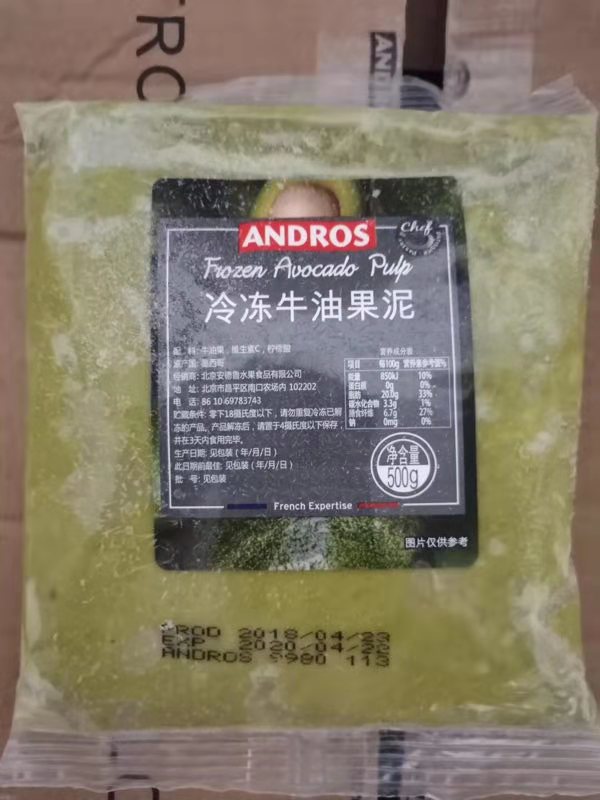 TRO
AND
ANDROS
Chef
Frozen Avocado Pulp
冷冻牛油果泥
配 料: 牛油果, 维生素C, 柠檬酸
原产国: 墨西哥
经销商: 北京安德鲁水果食品有限公司
地 址: 北京市昌平区南口农场内 102202
电 话: 86 10-69783743
贮藏条件: 零下18摄氏度以下, 请勿重复冷冻已解
冻的产品。产品解冻后, 请置于4摄氏度以下保存,
并在3天内食用完毕。
生产日期: 见包装 (年/月/日)
此日期前最佳: 见包装 (年/月/日)
批 号: 见包装
营养成分表
项目 每100g 营养素参考值%
能量 850kJ 10%
蛋白质 0g 0%
脂肪 20.0g 33%
碳水化合物 3.3g 1%
膳食纤维 6.7g 27%
钠 0mg 0%
净含量
500g
French Expertise
图片仅供参考
PROD 2018/04/23
EXP 2020/04/22
ANDROS 113